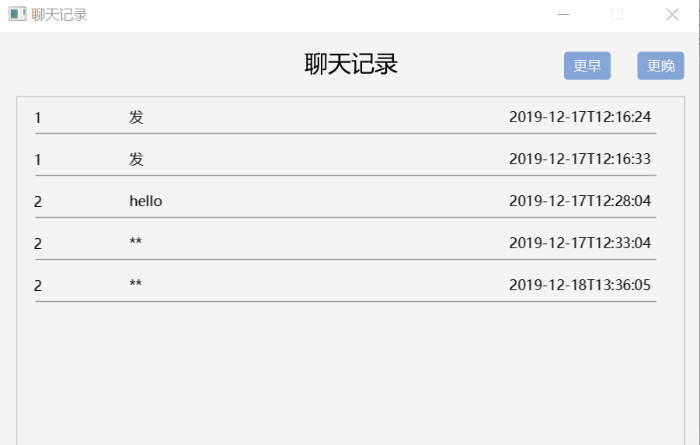 聊天记录
聊天记录 更早 更晚
1 发 2019-12-17T12:16:24
1 发 2019-12-17T12:16:33
2 hello 2019-12-17T12:28:04
2 ** 2019-12-17T12:33:04
2 ** 2019-12-18T13:36:05